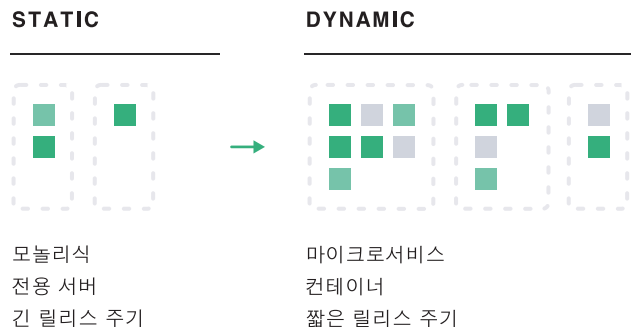 STATIC
모놀리식
전용 서버
긴 릴리스 주기
DYNAMIC
마이크로서비스
컨테이너
짧은 릴리스 주기